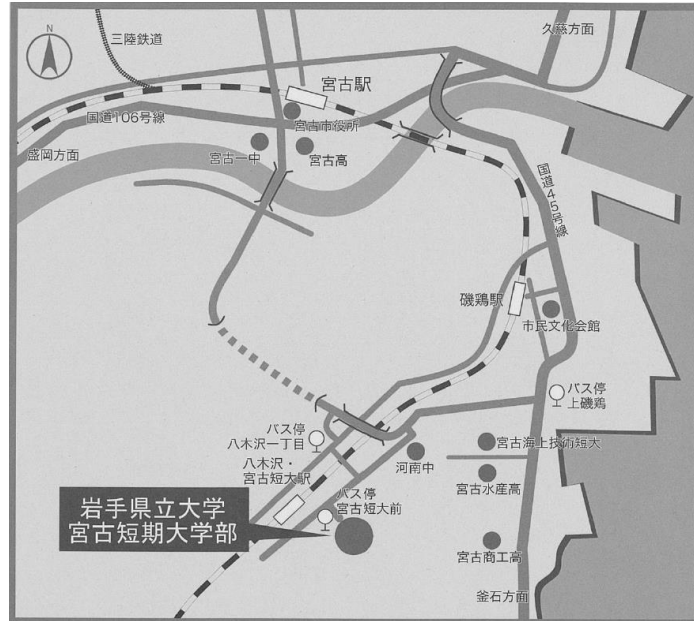 N
三陸鉄道
久慈方面
宮古駅
国道106号線
宮古市役所
盛岡方面
宮古一中
宮古高
国道45号線
磯鶏駅
市民文化会館
バス停
上磯鶏
バス停
八木沢一丁目
宮古海上技術短大
八木沢・
宮古短大駅
河南中
宮古水産高
バス停
宮古短大前
岩手県立大学
宮古短期大学部
宮古商工高
釜石方面